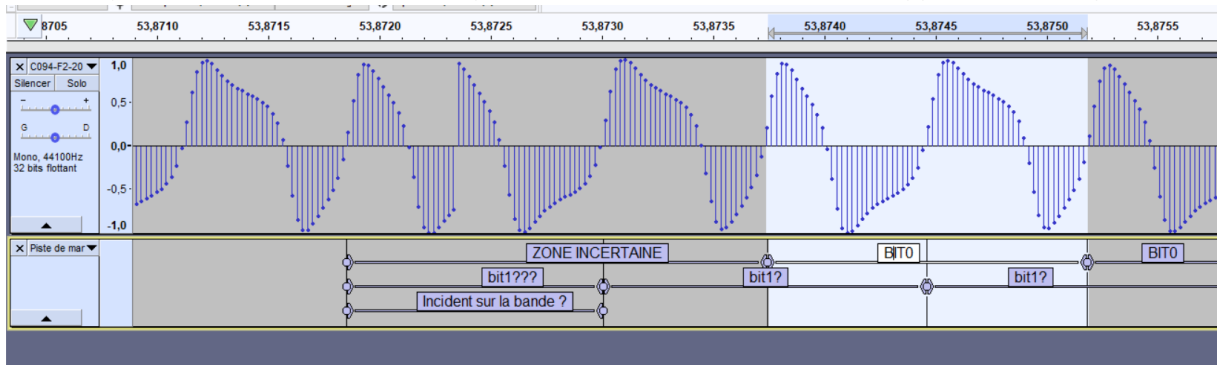 8705 53,8710 53,8715 53,8720 53,8725 53,8730 53,8735 53,8740 53,8745 53,8750 53,8755
C094-F2-20
Silencer Solo
- +
G D
Mono, 44100Hz
32 bits flottant
1,0
0,5
0,0
-0,5
-1,0
Piste de mar
ZONE INCERTAINE BIT0 BIT0
bit1??? bit1? bit1?
Incident sur la bande ?